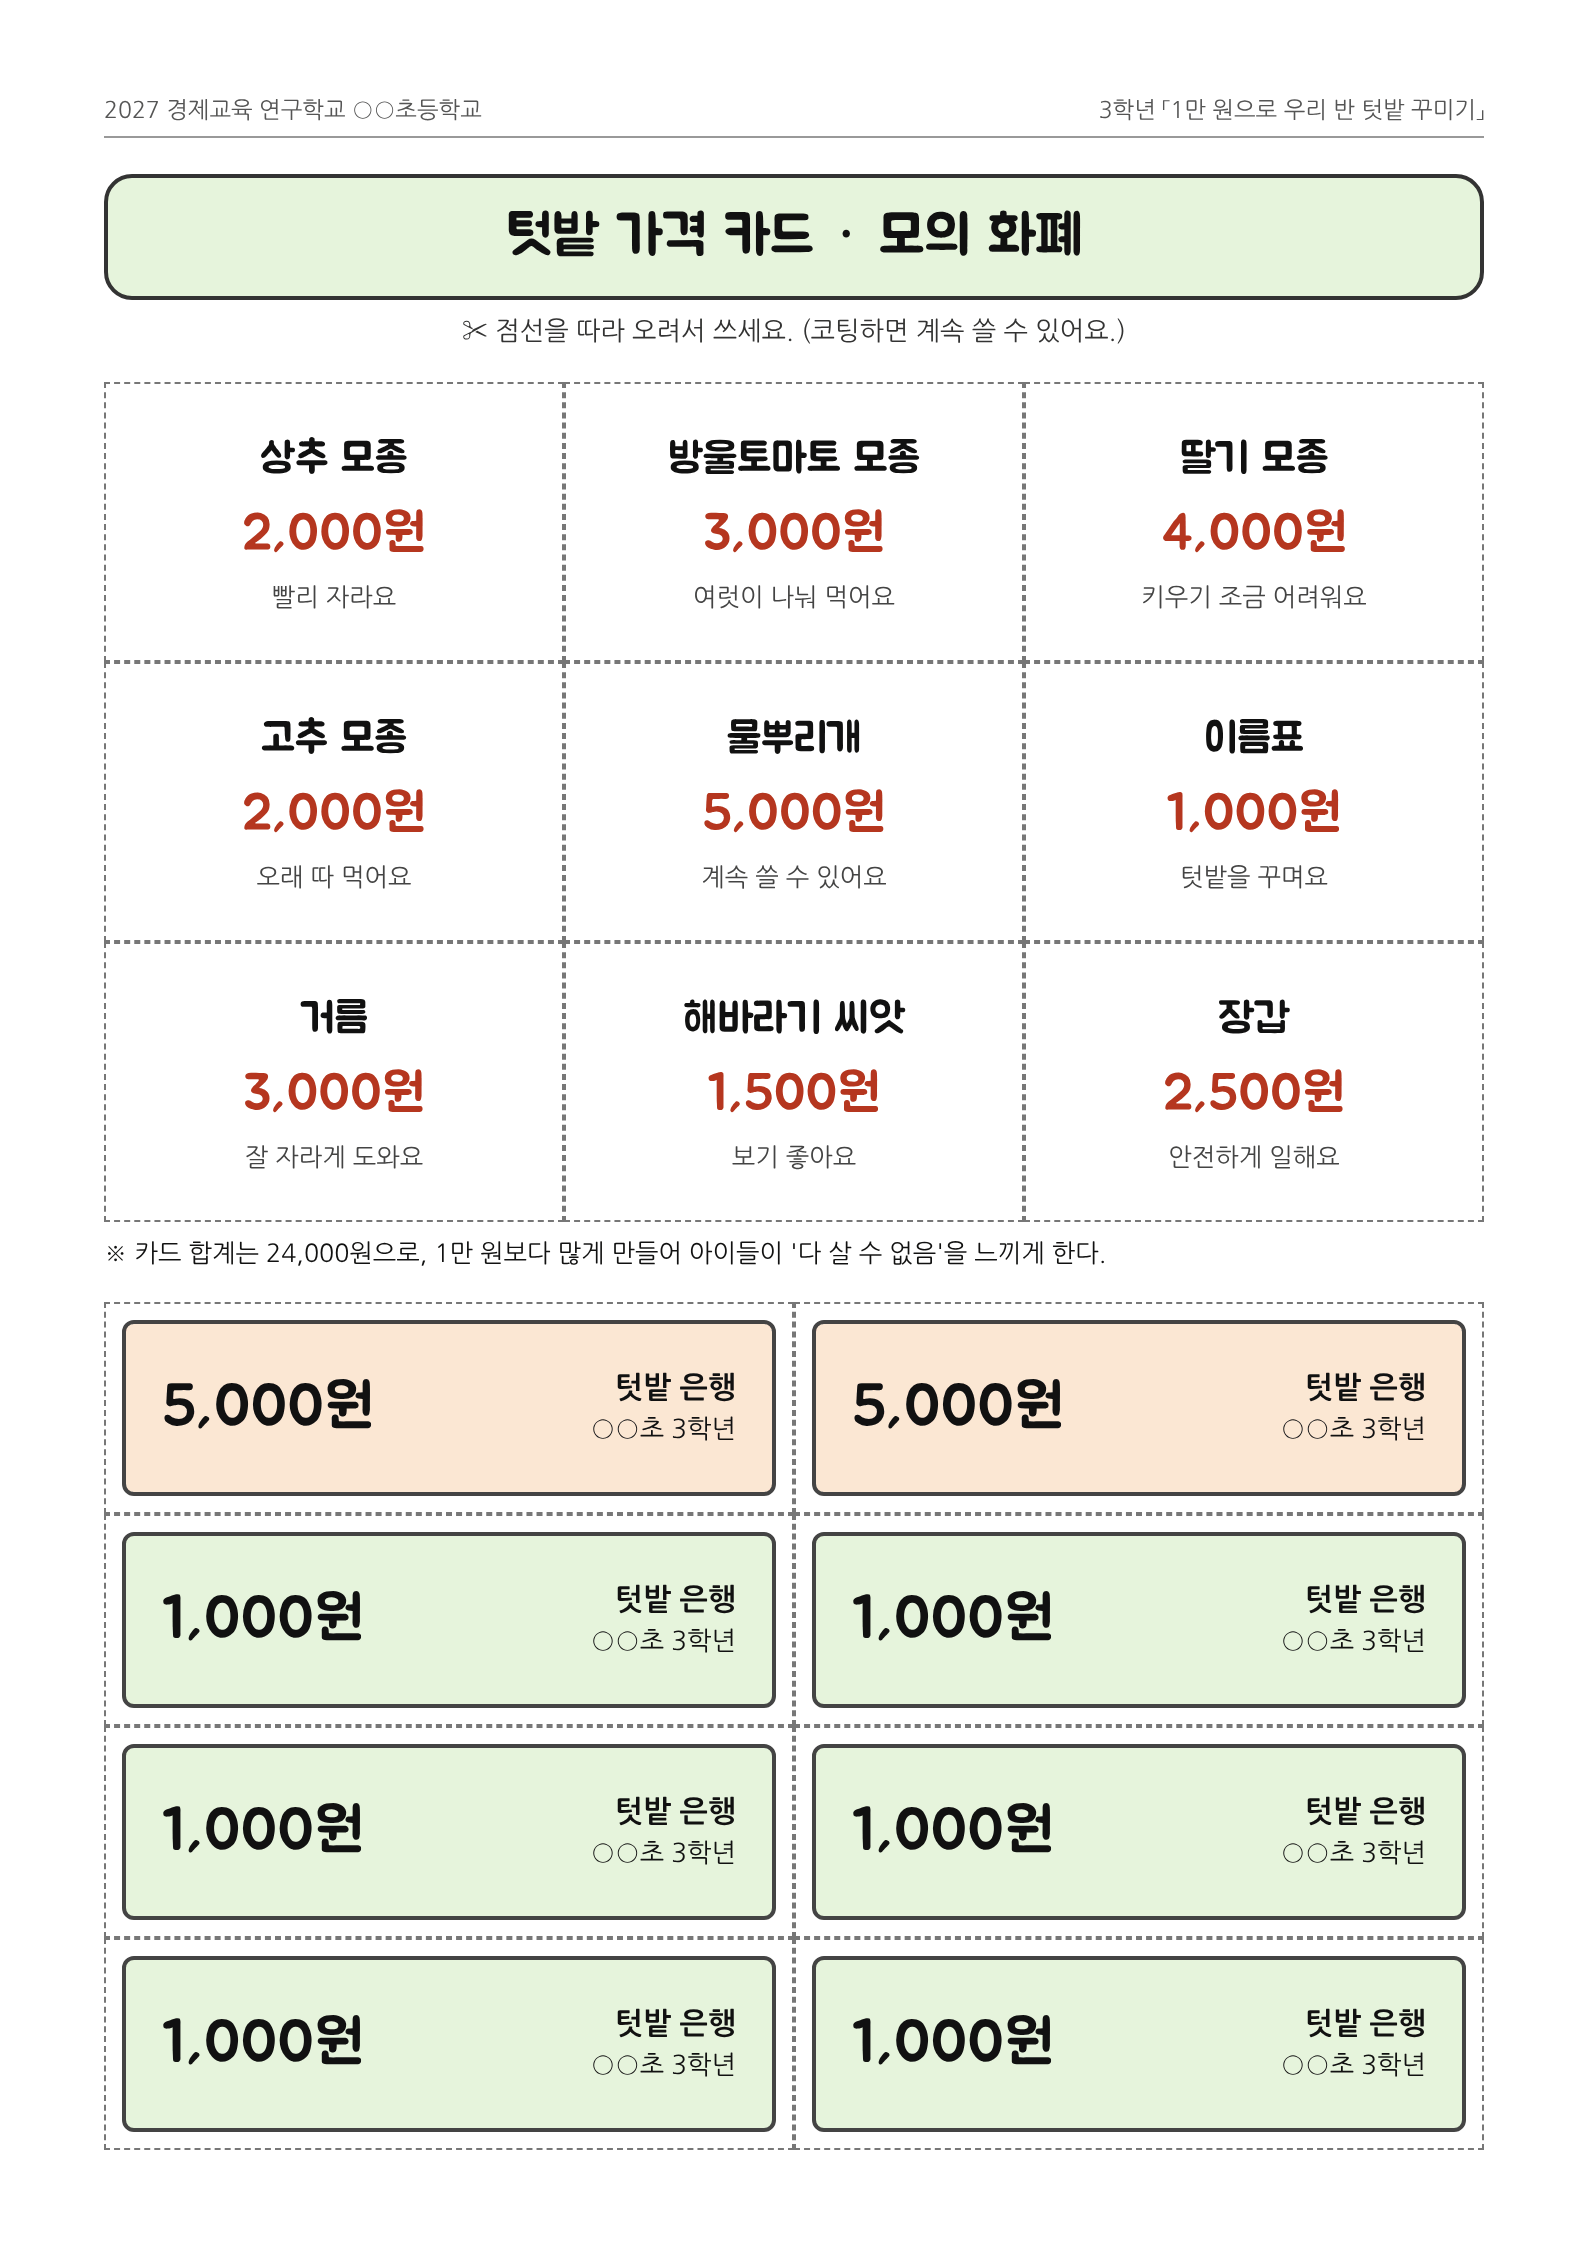 2027 경제교육 연구학교 ○○초등학교
3학년 「1만 원으로 우리 반 텃밭 꾸미기」
텃밭 가격 카드 · 모의 화폐
✂ 점선을 따라 오려서 쓰세요. (코팅하면 계속 쓸 수 있어요.)
상추 모종
2,000원
빨리 자라요
방울토마토 모종
3,000원
여럿이 나눠 먹어요
딸기 모종
4,000원
키우기 조금 어려워요
고추 모종
2,000원
오래 따 먹어요
물뿌리개
5,000원
계속 쓸 수 있어요
이름표
1,000원
텃밭을 꾸며요
거름
3,000원
잘 자라게 도와요
해바라기 씨앗
1,500원
보기 좋아요
장갑
2,500원
안전하게 일해요
※ 카드 합계는 24,000원으로, 1만 원보다 많게 만들어 아이들이 '다 살 수 없음'을 느끼게 한다.
5,000원
텃밭 은행
○○초 3학년
5,000원
텃밭 은행
○○초 3학년
1,000원
텃밭 은행
○○초 3학년
1,000원
텃밭 은행
○○초 3학년
1,000원
텃밭 은행
○○초 3학년
1,000원
텃밭 은행
○○초 3학년
1,000원
텃밭 은행
○○초 3학년
1,000원
텃밭 은행
○○초 3학년